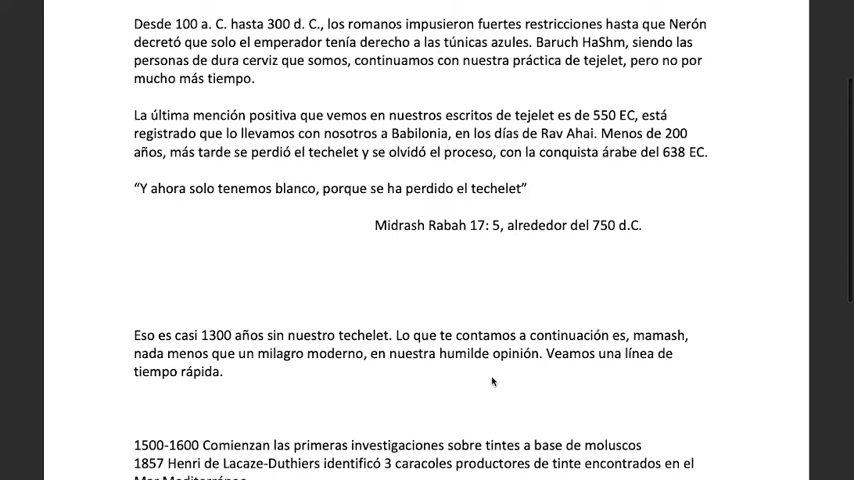 Desde 100 a. C. hasta 300 d. C., los romanos impusieron fuertes restricciones hasta que Nerón
decretó que solo el emperador tenía derecho a las túnicas azules. Baruch HaShm, siendo las
personas de dura cerviz que somos, continuamos con nuestra práctica de tejelet, pero no por
mucho más tiempo.
La última mención positiva que vemos en nuestros escritos de tejelet es de 550 EC, está
registrado que lo llevamos con nosotros a Babilonia, en los días de Rav Ahai. Menos de 200
años, más tarde se perdió el techelet y se olvidó el proceso, con la conquista árabe del 638 EC.
“Y ahora solo tenemos blanco, porque se ha perdido el techelet”
Midrash Rabah 17: 5, alrededor del 750 d.C.
Eso es casi 1300 años sin nuestro techelet. Lo que te contamos a continuación es, mamash,
nada menos que un milagro moderno, en nuestra humilde opinión. Veamos una línea de
tiempo rápida.
1500-1600 Comienzan las primeras investigaciones sobre tintes a base de moluscos
1857 Henri de Lacaze-Duthiers identificó 3 caracoles productores de tinte encontrados en el
Mar Mediterráneo